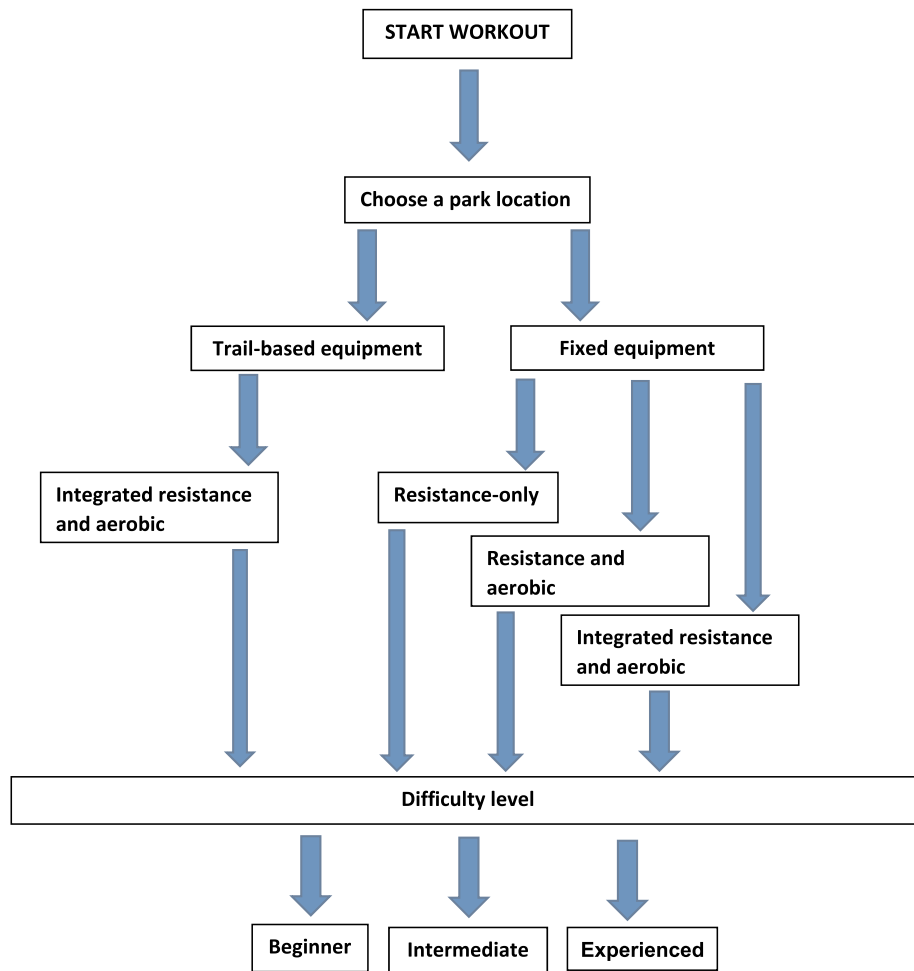 START WORKOUT
Choose a park location
Trail-based equipment
Fixed equipment
Integrated resistance
and aerobic
Resistance-only
Resistance and
aerobic
Integrated resistance
and aerobic
Difficulty level
Beginner
Intermediate
Experienced